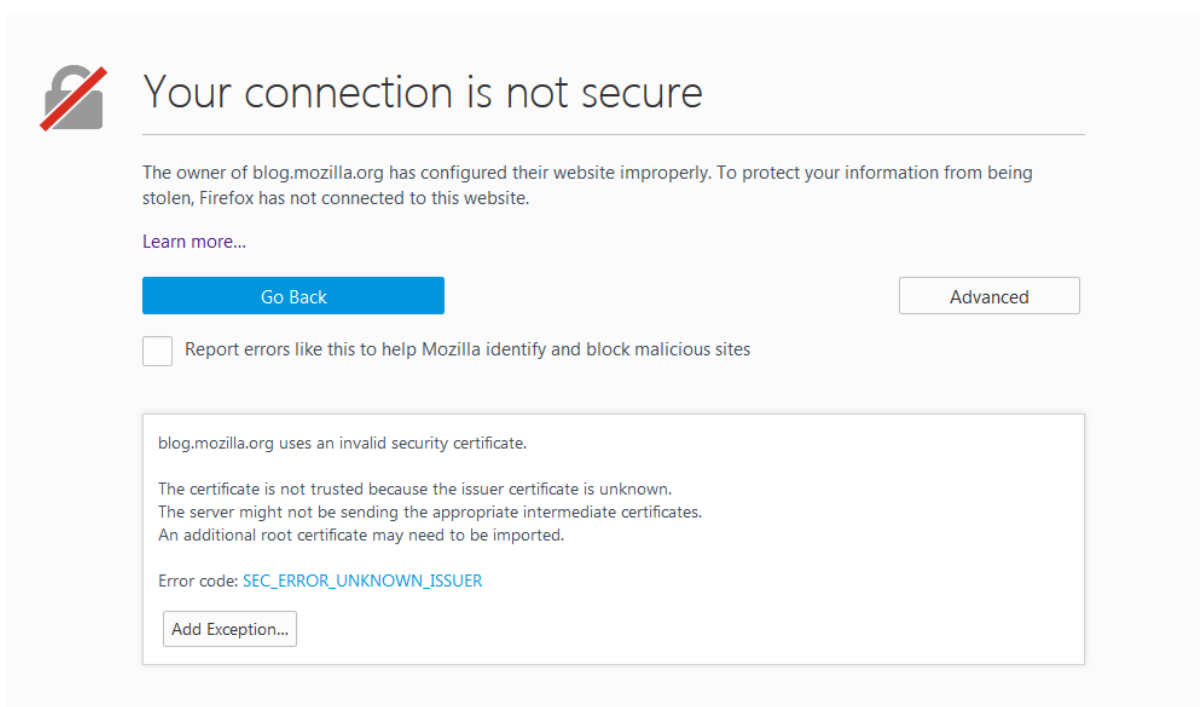 Your connection is not secure
The owner of blog.mozilla.org has configured their website improperly. To protect your information from being
stolen, Firefox has not connected to this website.
Learn more...
Go Back
Advanced
Report errors like this to help Mozilla identify and block malicious sites
blog.mozilla.org uses an invalid security certificate.
The certificate is not trusted because the issuer certificate is unknown.
The server might not be sending the appropriate intermediate certificates.
An additional root certificate may need to be imported.
Error code: SEC_ERROR_UNKNOWN_ISSUER
Add Exception...